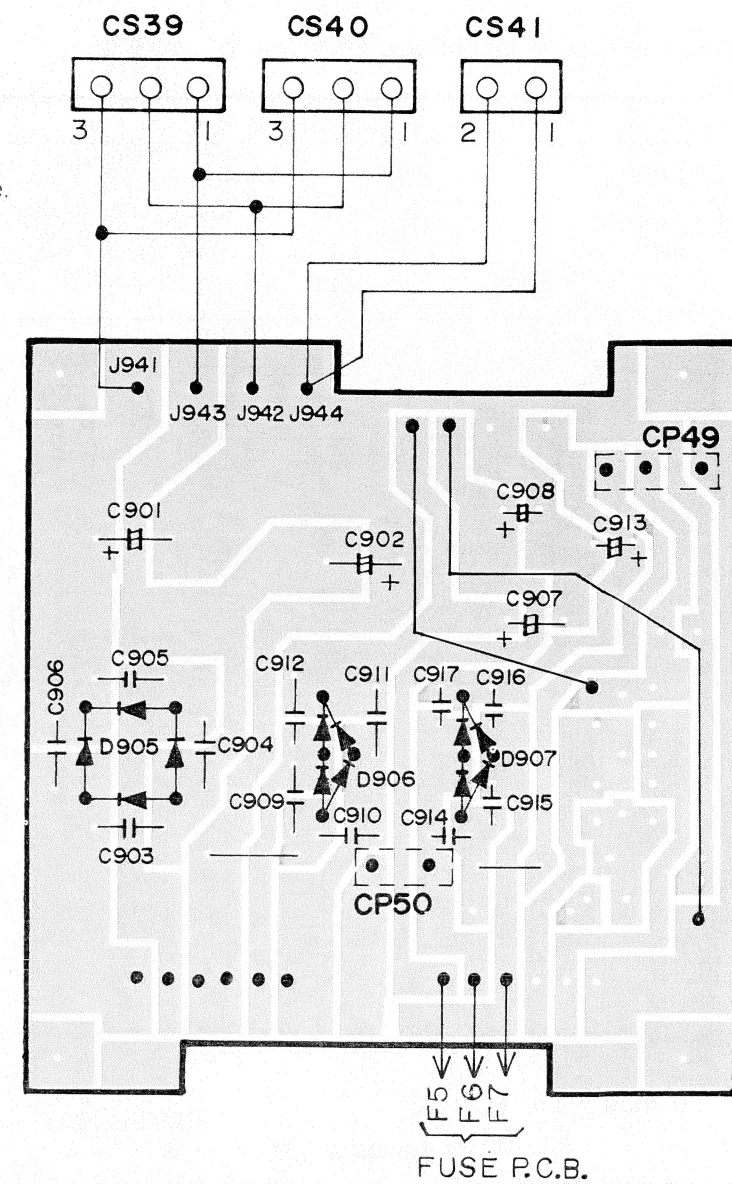 CS39 CS40 CS41
3 1 3 1 2 1
e.
J941
J943 J942 J944
CP49
C901
+
C902
+
C908
+
C913
+
C907
+
C906
C905
D905
C904
C903
C912
C911
D906
C909
C910
C917
C916
D907
C915
C914
CP50
F5
F6
F7
FUSE P.C.B.